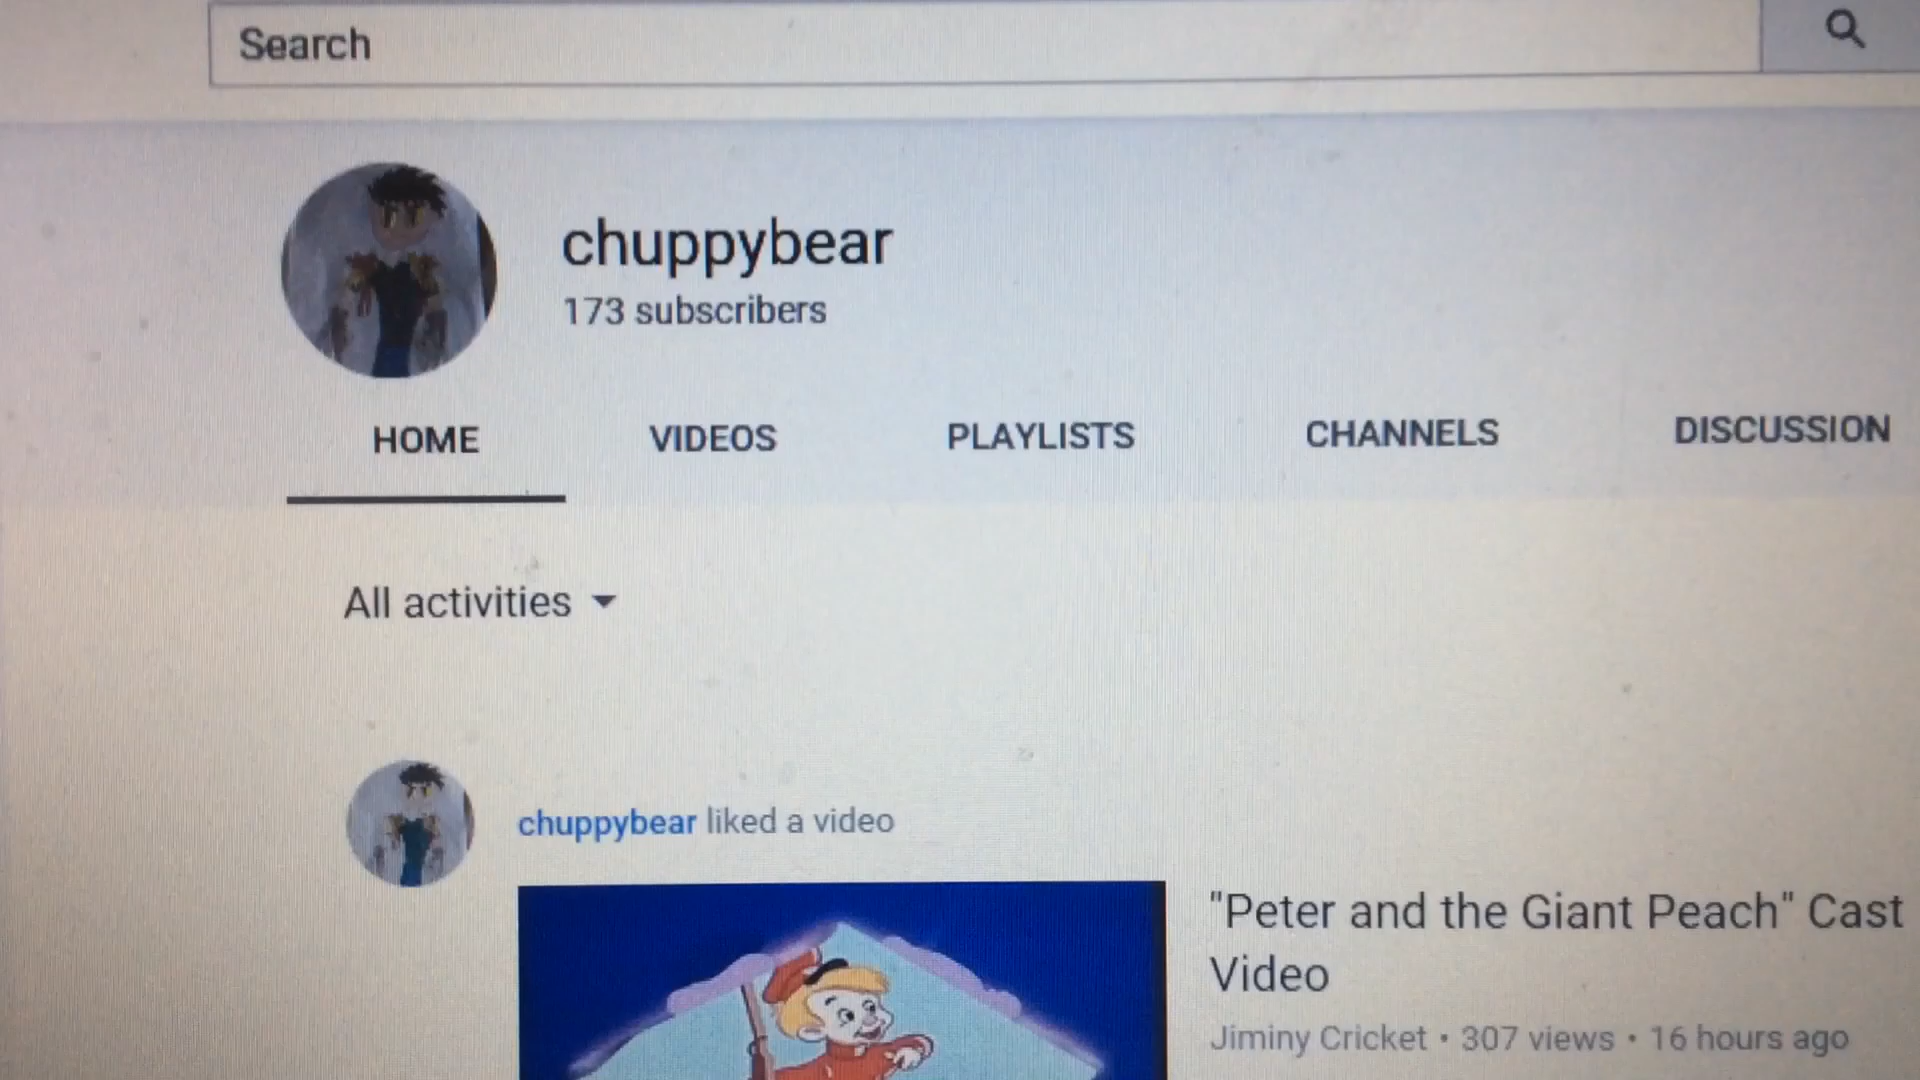 Search
chuppybear
173 subscribers
HOME VIDEOS PLAYLISTS CHANNELS DISCUSSION
All activities
chuppybear liked a video
"Peter and the Giant Peach" Cast
Video
Jiminy Cricket • 307 views • 16 hours ago